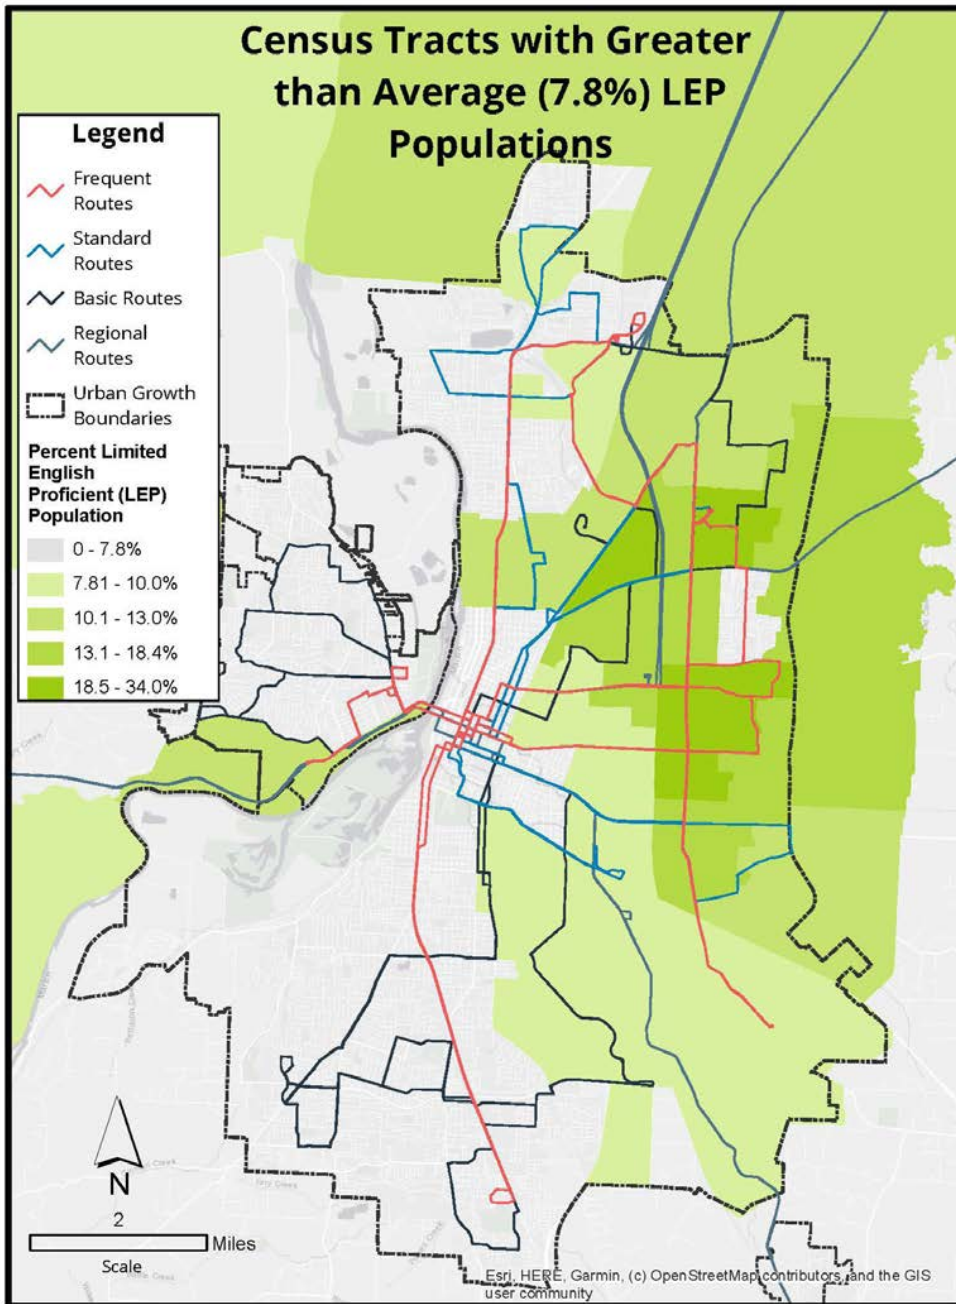 Census Tracts with Greater
than Average (7.8%) LEP
Populations
Legend
Frequent
Routes
Standard
Routes
Basic Routes
Regional
Routes
Urban Growth
Boundaries
Percent Limited
English
Proficient (LEP)
Population
0 - 7.8%
7.81 - 10.0%
10.1 - 13.0%
13.1 - 18.4%
18.5 - 34.0%
N
2
Miles
Scale
Esri, HERE, Garmin, (c) OpenStreetMap contributors, and the GIS
user community